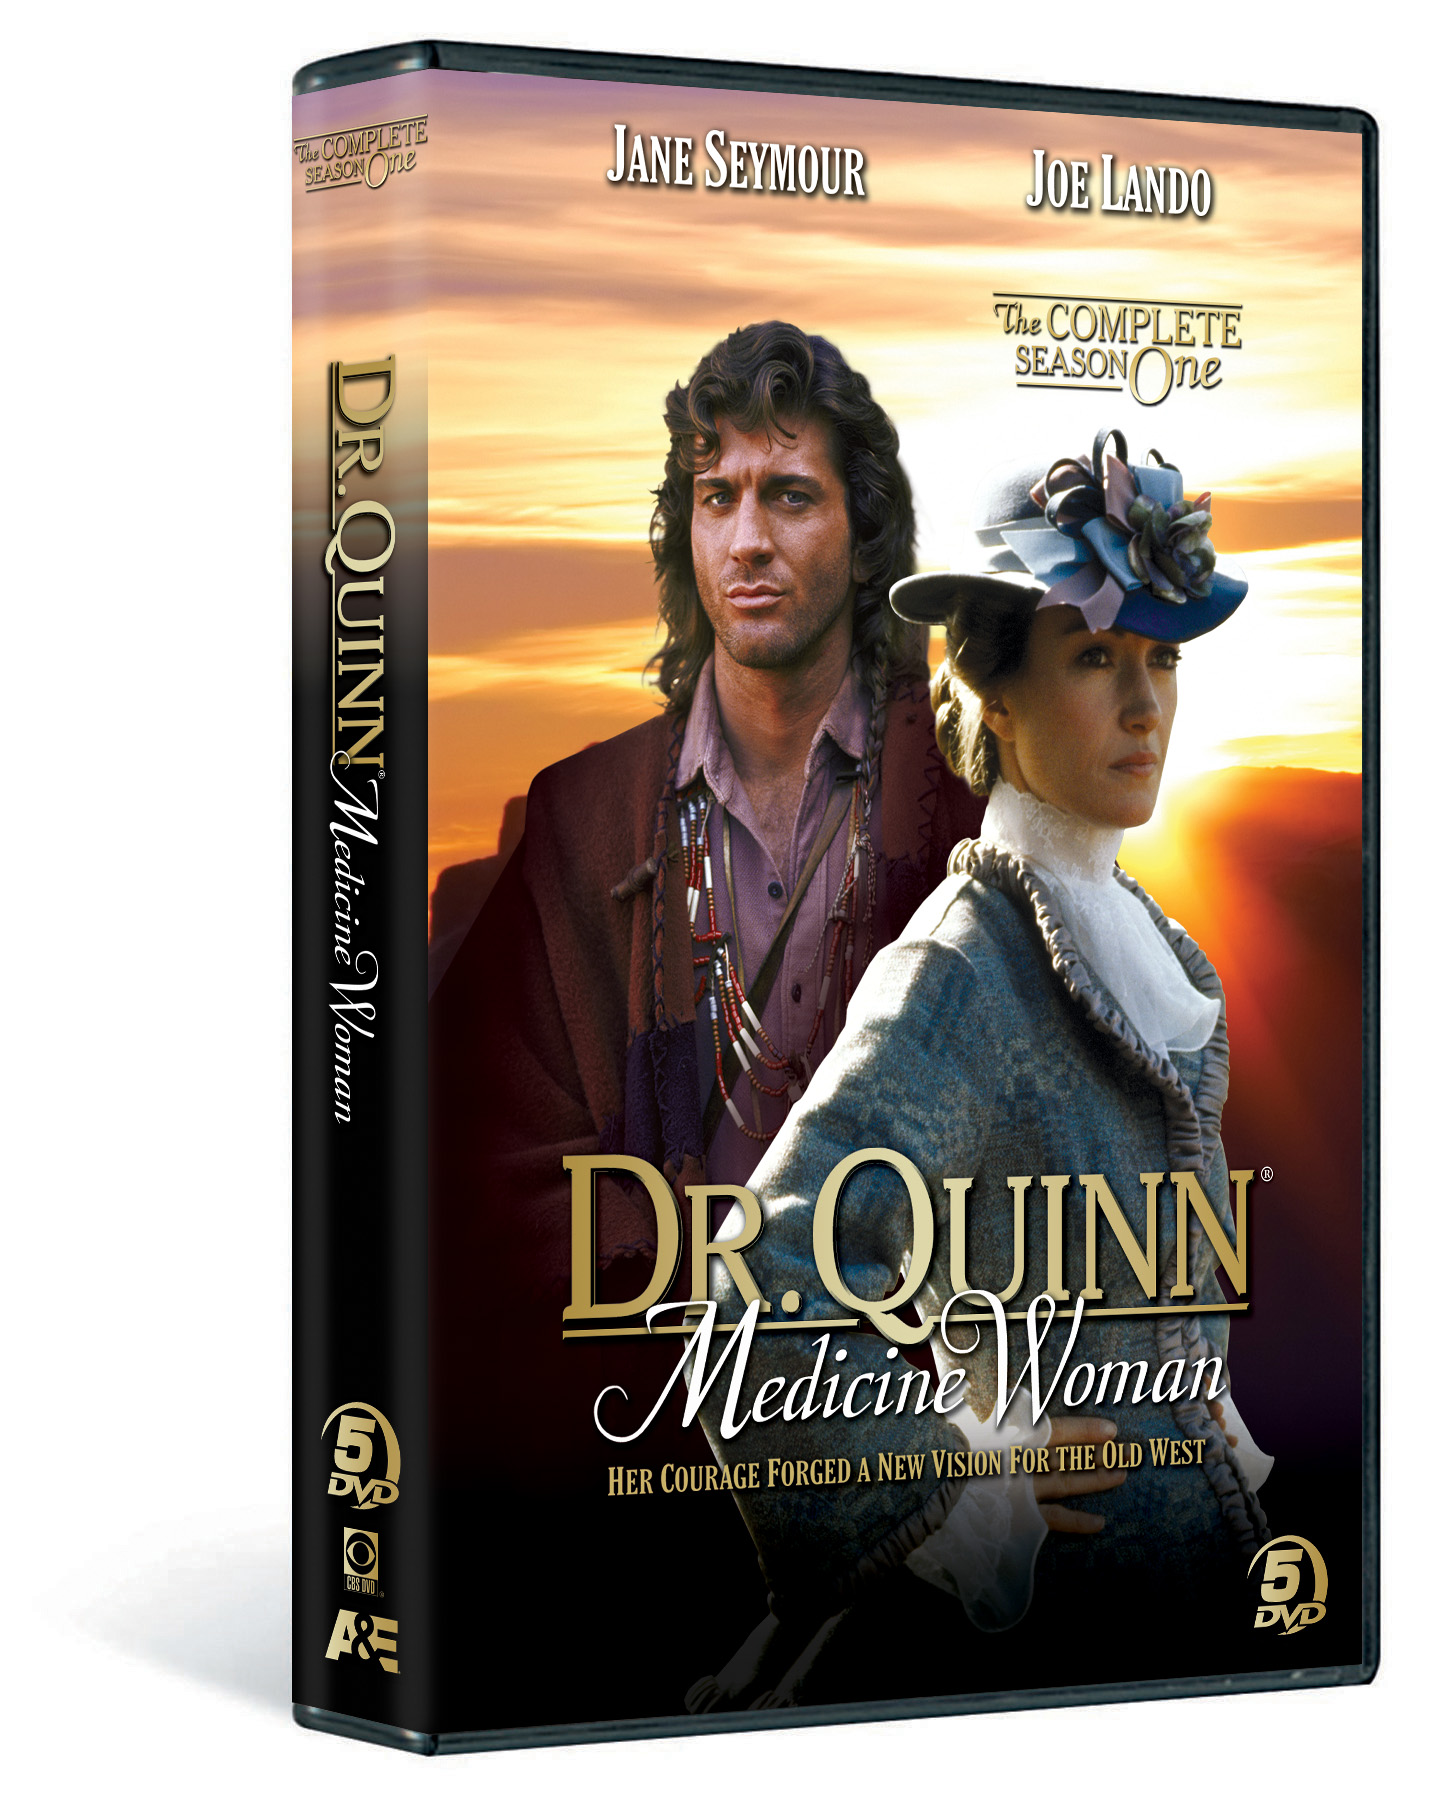 The COMPLETE
SEASON One
DR. QUINN® Medicine Woman
5
DVD
CBS DVD
A&E
JANE SEYMOUR
JOE LANDO
The COMPLETE
SEASON One
DR. QUINN®
Medicine Woman
HER COURAGE FORGED A NEW VISION FOR THE OLD WEST
5
DVD